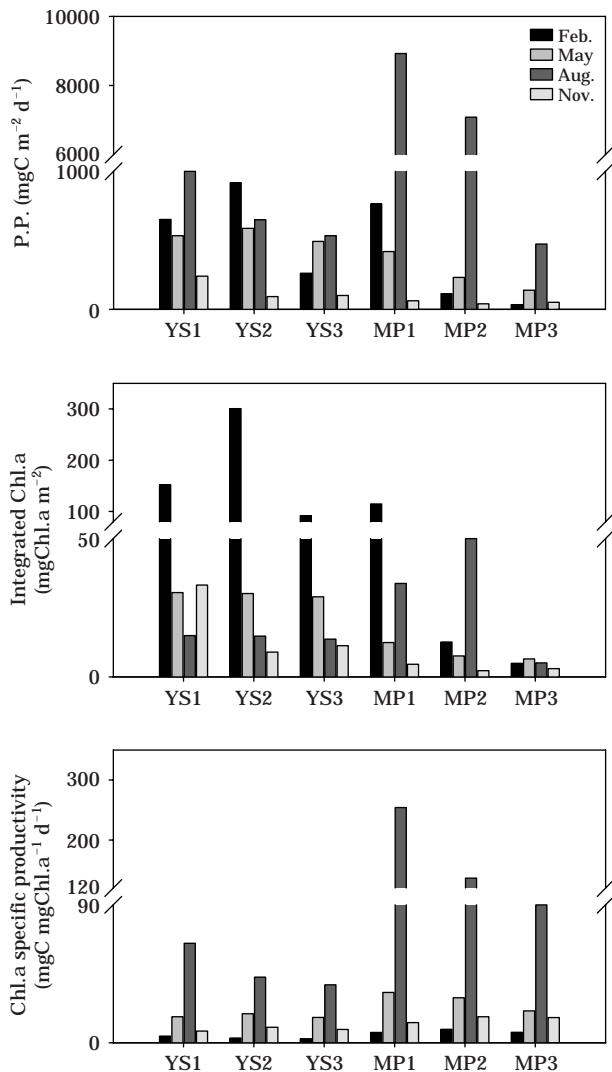 10000
8000
6000
1000
0
P.P. (mgC m⁻² d⁻¹)
Feb.
May
Aug.
Nov.
YS1 YS2 YS3 MP1 MP2 MP3
300
200
100
50
0
Integrated Chl.a
(mgChl.a m⁻²)
YS1 YS2 YS3 MP1 MP2 MP3
300
200
120
90
0
Chl.a specific productivity
(mgC mgChl.a⁻¹ d⁻¹)
YS1 YS2 YS3 MP1 MP2 MP3